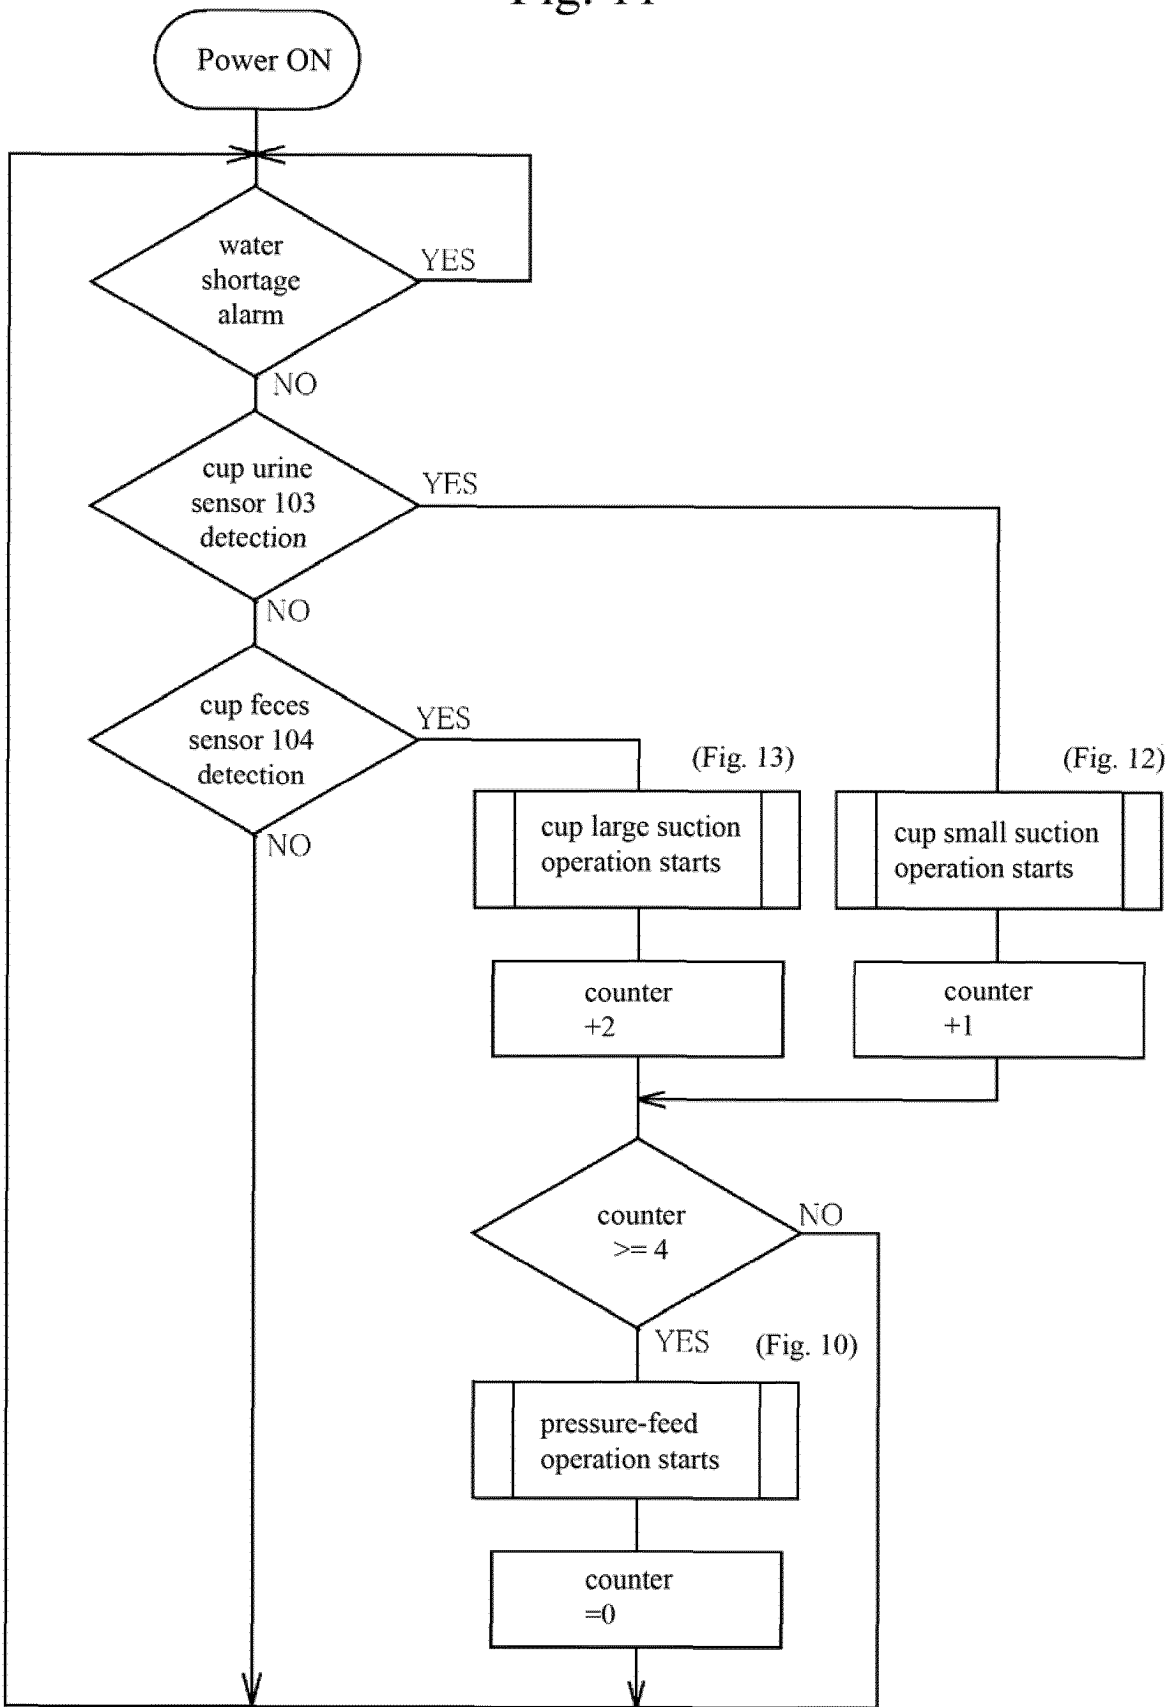 Fig. 11
Power ON
water
shortage
alarm
YES
NO
cup urine
sensor 103
detection
YES
NO
cup feces
sensor 104
detection
YES
NO
(Fig. 13)
cup large suction
operation starts
(Fig. 12)
cup small suction
operation starts
counter
+2
counter
+1
counter
>= 4
NO
YES
(Fig. 10)
pressure-feed
operation starts
counter
=0